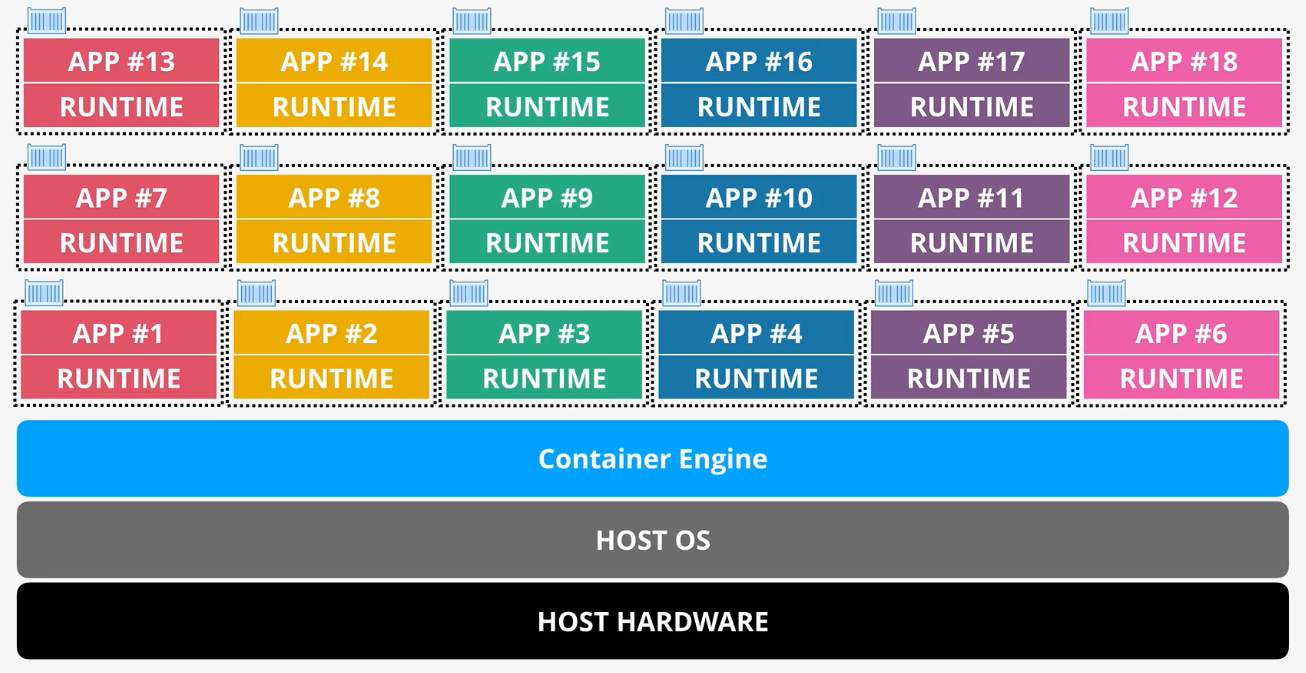 APP #13
RUNTIME
APP #14
RUNTIME
APP #15
RUNTIME
APP #16
RUNTIME
APP #17
RUNTIME
APP #18
RUNTIME
APP #7
RUNTIME
APP #8
RUNTIME
APP #9
RUNTIME
APP #10
RUNTIME
APP #11
RUNTIME
APP #12
RUNTIME
APP #1
RUNTIME
APP #2
RUNTIME
APP #3
RUNTIME
APP #4
RUNTIME
APP #5
RUNTIME
APP #6
RUNTIME
Container Engine
HOST OS
HOST HARDWARE